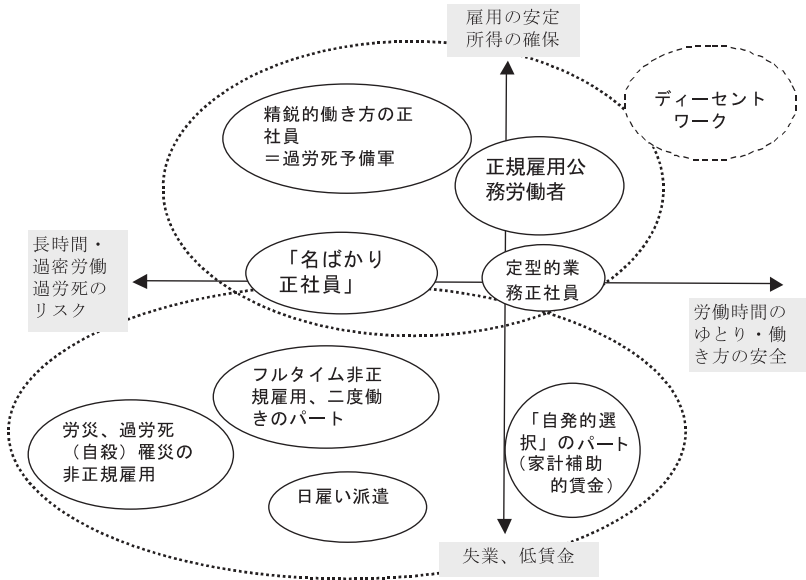 雇用の安定
所得の確保
ディーセント
ワーク
精鋭的働き方の正
社員
＝過労死予備軍
正規雇用公
務労働者
長時間・
過密労働
過労死の
リスク
「名ばかり
正社員」
定型的業
務正社員
労働時間の
ゆとり・働
き方の安全
フルタイム非正
規雇用、二度働
きのパート
労災、過労死
（自殺）罹災の
非正規雇用
「自発的選
択」のパート
（家計補助
的賃金）
日雇い派遣
失業、低賃金